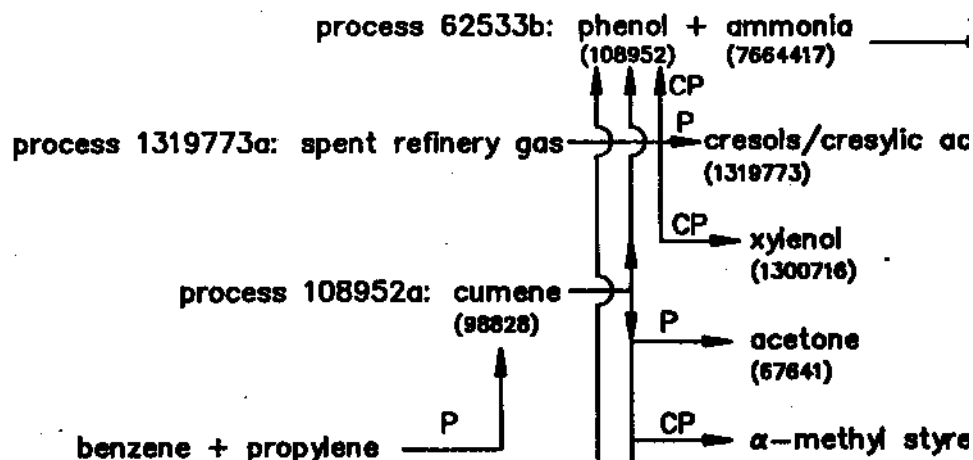 process 62533b: phenol + ammonia
(108952) (7664417)
CP
process 1319773a: spent refinery gas P cresols/cresylic ac
(1319773)
CP xylenol
(1300716)
process 108952a: cumene
(98828)
P acetone
(67641)
P
CP α-methyl styre
benzene + propylene